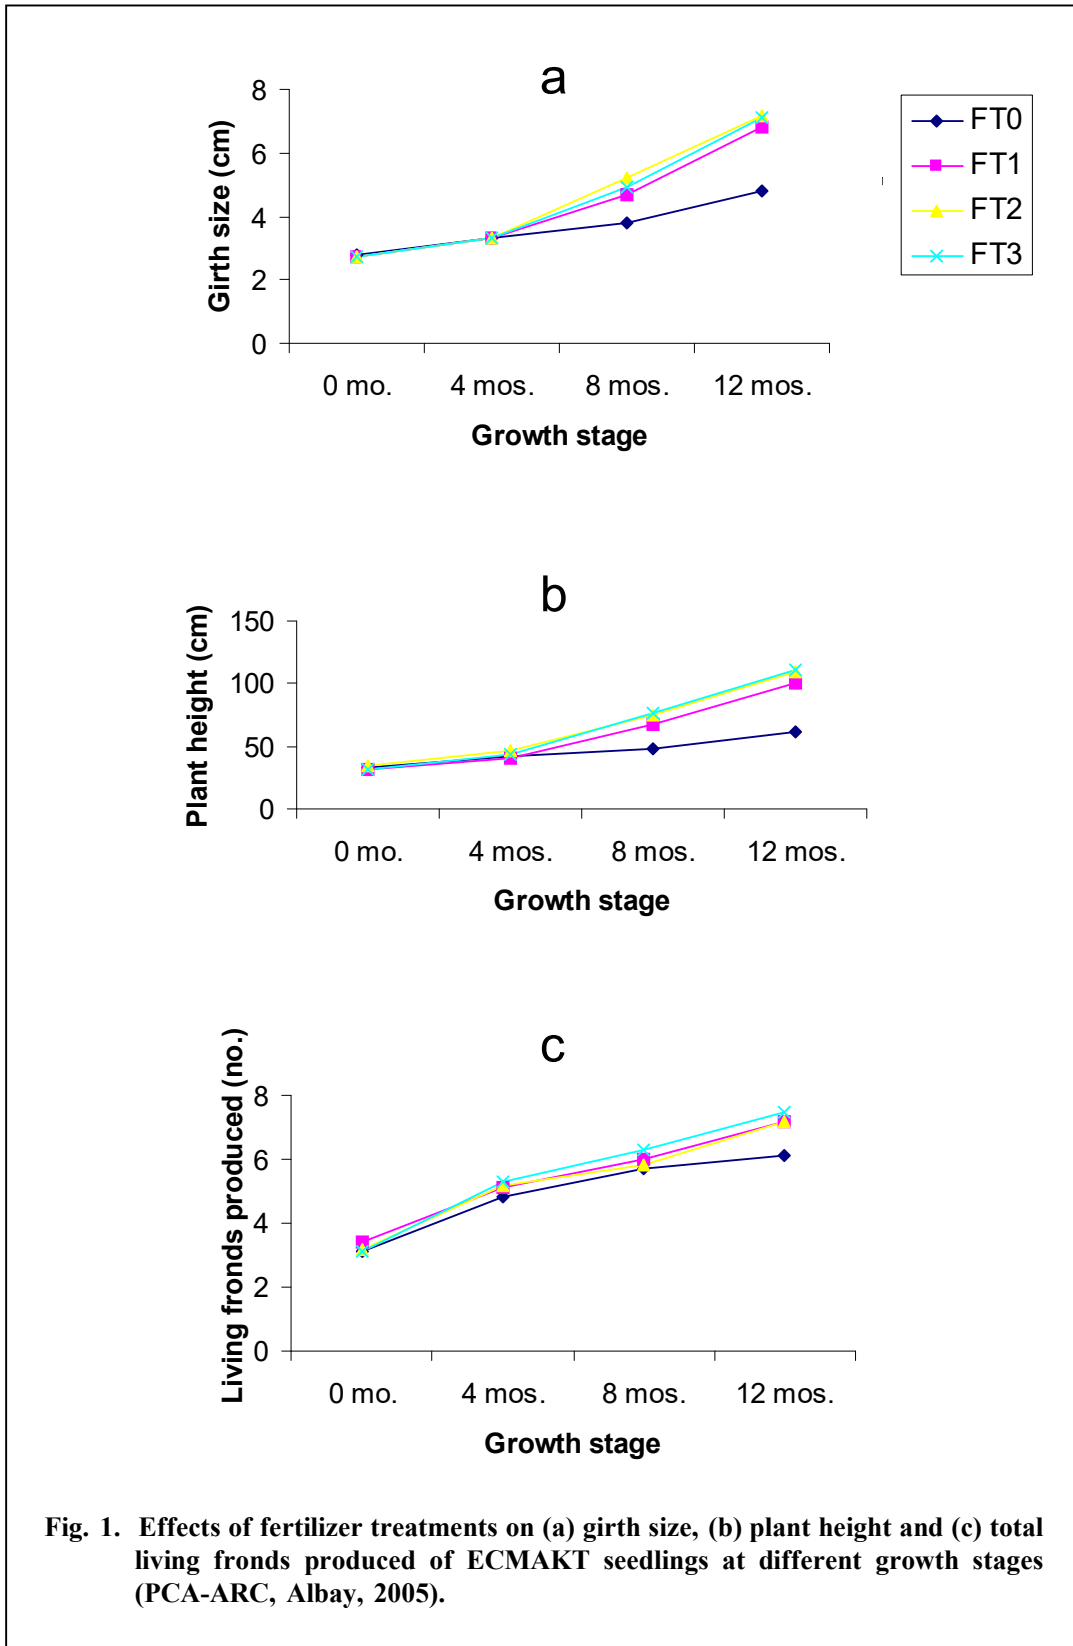 a
8
6
4
2
0
Girth size (cm)
0 mo. 4 mos. 8 mos. 12 mos.
Growth stage
FT0
FT1
FT2
FT3
b
150
100
50
0
Plant height (cm)
0 mo. 4 mos. 8 mos. 12 mos.
Growth stage
c
8
6
4
2
0
Living fronds produced (no.)
0 mo. 4 mos. 8 mos. 12 mos.
Growth stage
Fig. 1. Effects of fertilizer treatments on (a) girth size, (b) plant height and (c) total
living fronds produced of ECMAKT seedlings at different growth stages
(PCA-ARC, Albay, 2005).